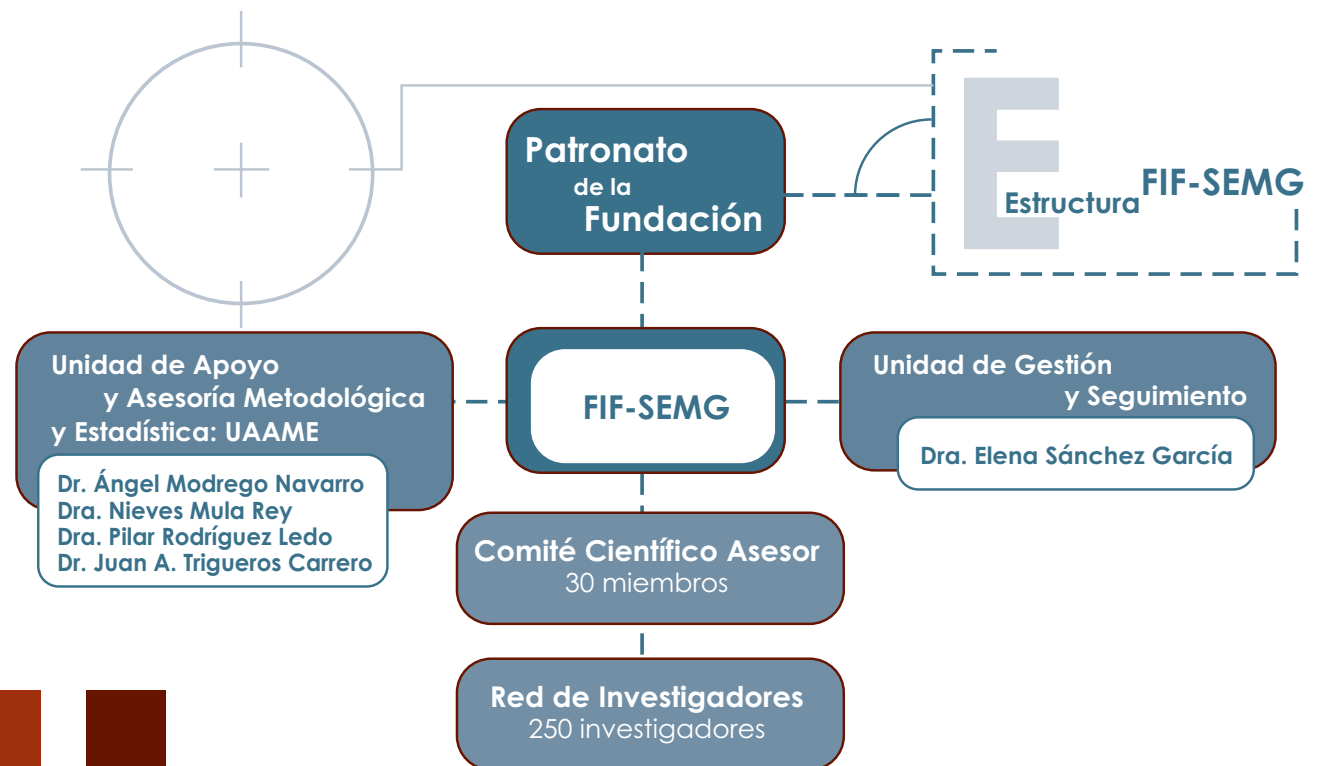 Patronato
de la
Fundación
E
Estructura FIF-SEMG
Unidad de Apoyo
y Asesoría Metodológica
y Estadística: UAAME
Dr. Ángel Modrego Navarro
Dra. Nieves Mula Rey
Dra. Pilar Rodríguez Ledo
Dr. Juan A. Trigueros Carrero
FIF-SEMG
Unidad de Gestión
y Seguimiento
Dra. Elena Sánchez García
Comité Científico Asesor
30 miembros
Red de Investigadores
250 investigadores